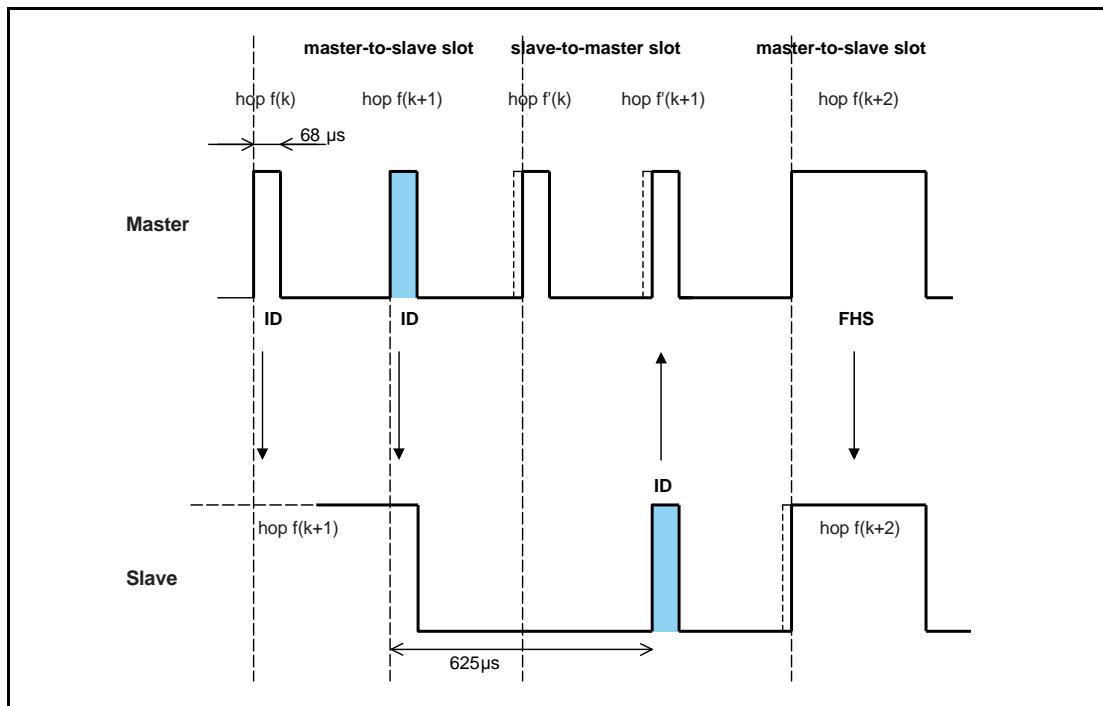 master-to-slave slot slave-to-master slot master-to-slave slot
hop f(k) hop f(k+1) hop f'(k) hop f'(k+1) hop f(k+2)
68 µs
Master
ID ID FHS
ID
hop f(k+1) hop f(k+2)
Slave
625µs